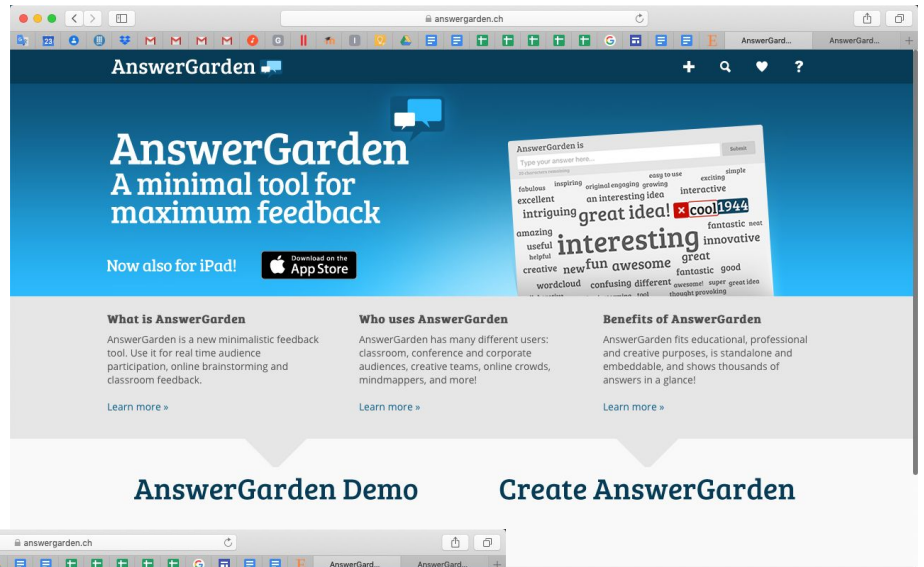 answergarden.ch
23
AnswerGard...
AnswerGard...
AnswerGarden
AnswerGarden
A minimal tool for
maximum feedback
Now also for iPad!
Download on the
App Store
AnswerGarden is
Type your answer here...
Submit
fabulous inspiring original engaging growing easy to use exciting simple
excellent an interesting idea interactive
intriguing great idea! cool 1944
amazing fantastic neat
useful interesting innovative
helpful
creative new fun awesome great
fantastic good
wordcloud confusing different awesome! super great idea
tool thought provoking
What is AnswerGarden
AnswerGarden is a new minimalistic feedback
tool. Use it for real time audience
participation, online brainstorming and
classroom feedback.
Learn more »
Who uses AnswerGarden
AnswerGarden has many different users:
classroom, conference and corporate
audiences, creative teams, online crowds,
mindmappers, and more!
Learn more »
Benefits of AnswerGarden
AnswerGarden fits educational, professional
and creative purposes, is standalone and
embeddable, and shows thousands of
answers in a glance!
Learn more »
AnswerGarden Demo
Create AnswerGarden
answergarden.ch
AnswerGard...
AnswerGard...